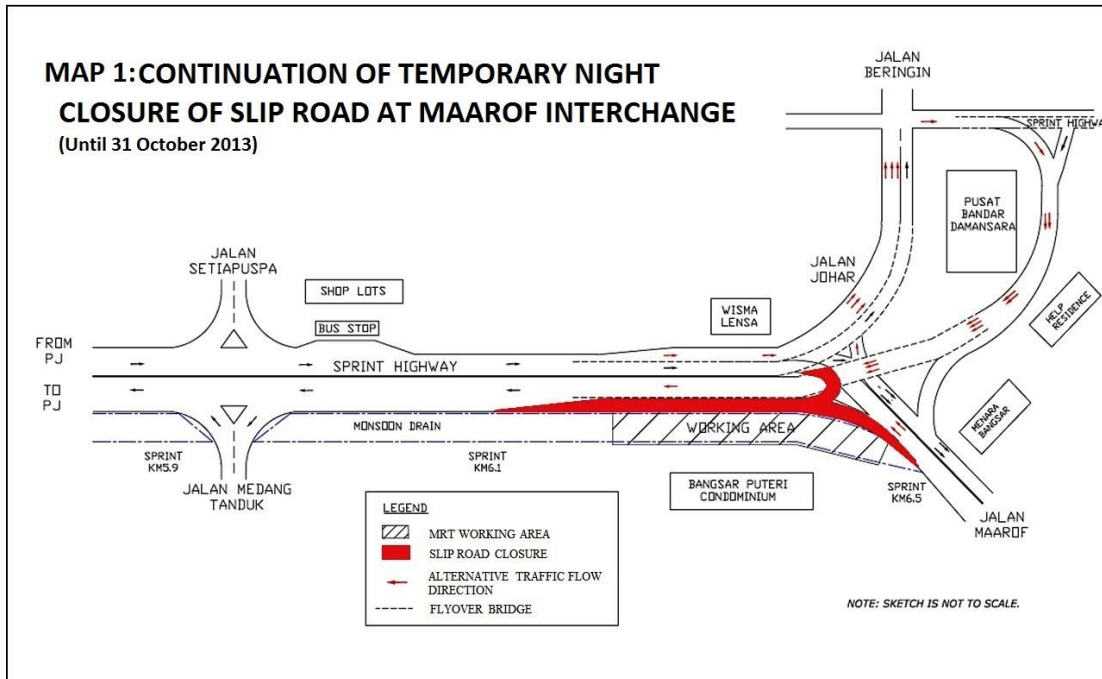 MAP 1:CONTINUATION OF TEMPORARY NIGHT
CLOSURE OF SLIP ROAD AT MAAROF INTERCHANGE
(Until 31 October 2013)
JALAN
BERINGIN
SPRINT HIGHWA
PUSAT
BANDAR
DAMANSARA
JALAN
SETIAPUSPA
SHOP LOTS
BUS STOP
JALAN
JOHAR
WISMA
LENSA
HELP
RESIDENCE
FROM
PJ
SPRINT HIGHWAY
TO
PJ
MENARA
BANGSAR
MONSOON DRAIN
WORKING AREA
SPRINT
KM5.9
SPRINT
KM6.1
JALAN MEDANG
TANDUK
BANGSAR PUTERI
CONDOMINIUM
SPRINT
KM6.5
JALAN
MAAROF
LEGEND
MRT WORKING AREA
SLIP ROAD CLOSURE
ALTERNATIVE TRAFFIC FLOW
DIRECTION
FLYOVER BRIDGE
NOTE: SKETCH IS NOT TO SCALE.